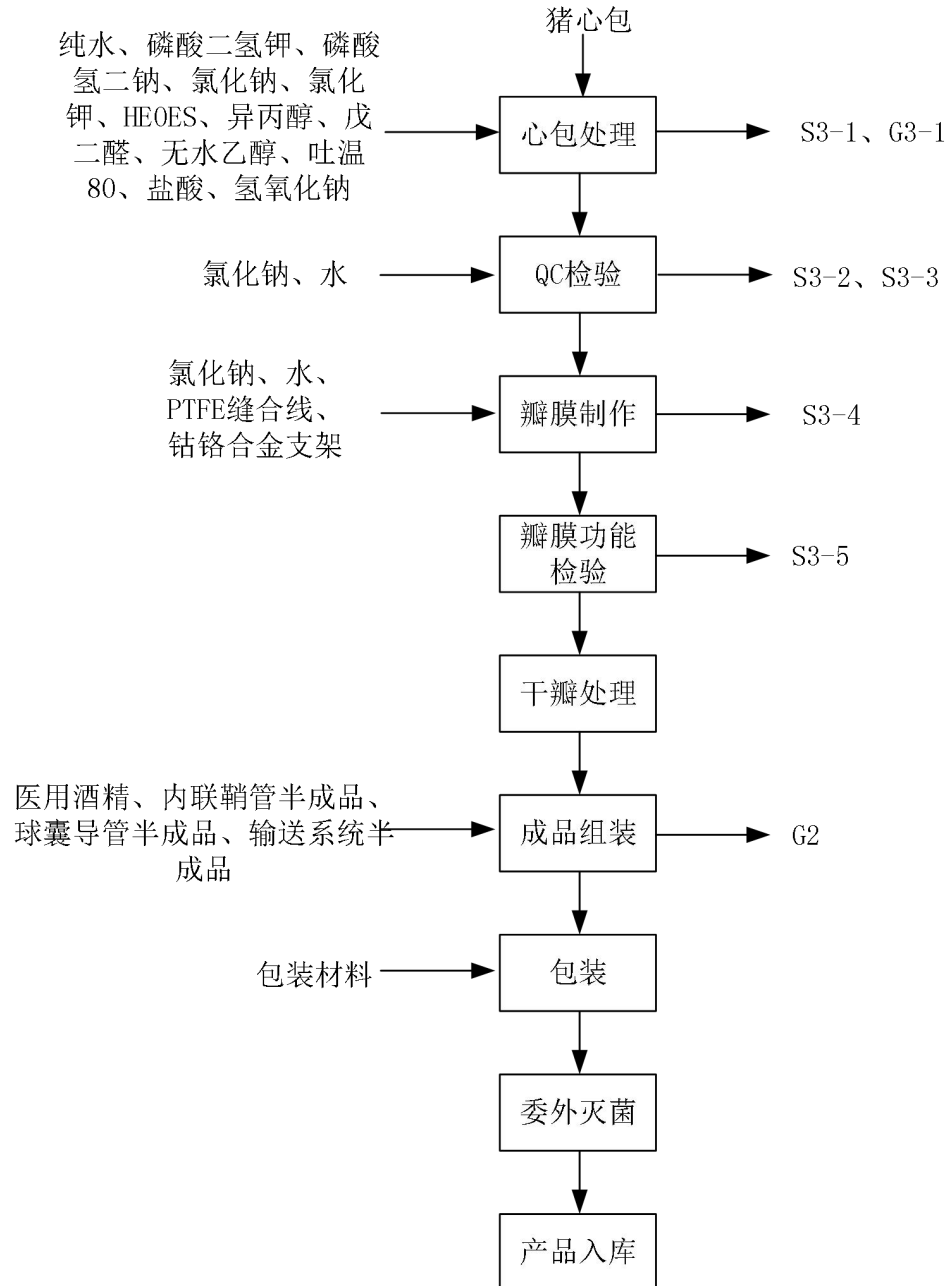 猪心包
纯水、磷酸二氢钾、磷酸
氢二钠、氯化钠、氯化
钾、HEOES、异丙醇、戊
二醛、无水乙醇、吐温
80、盐酸、氢氧化钠
心包处理
S3-1、G3-1
氯化钠、水
QC检验
S3-2、S3-3
氯化钠、水、
PTFE缝合线、
钴铬合金支架
瓣膜制作
S3-4
瓣膜功能
检验
S3-5
干瓣处理
医用酒精、内联鞘管半成品、
球囊导管半成品、输送系统半
成品
成品组装
G2
包装材料
包装
委外灭菌
产品入库